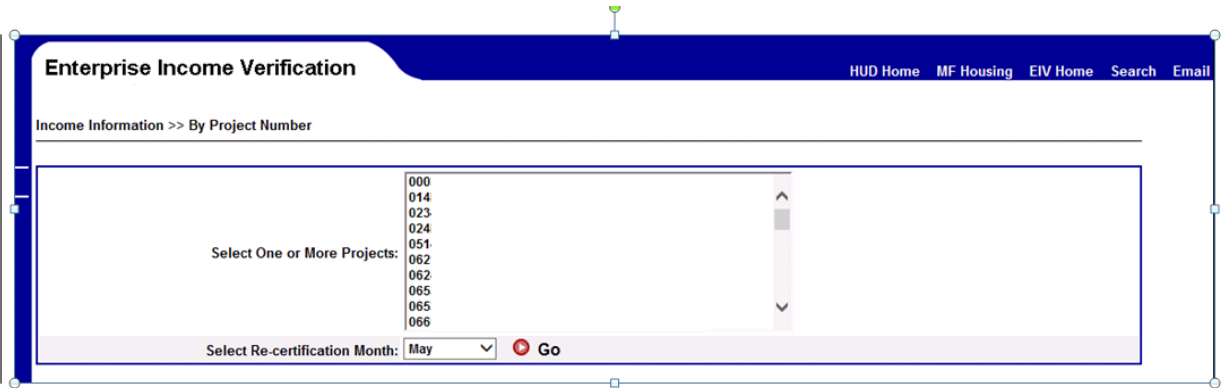 Enterprise Income Verification
HUD Home MF Housing EIV Home Search Email
Income Information >> By Project Number
Select One or More Projects:
000
014
023
024
051
062
062
065
065
066
Select Re-certification Month: May Go